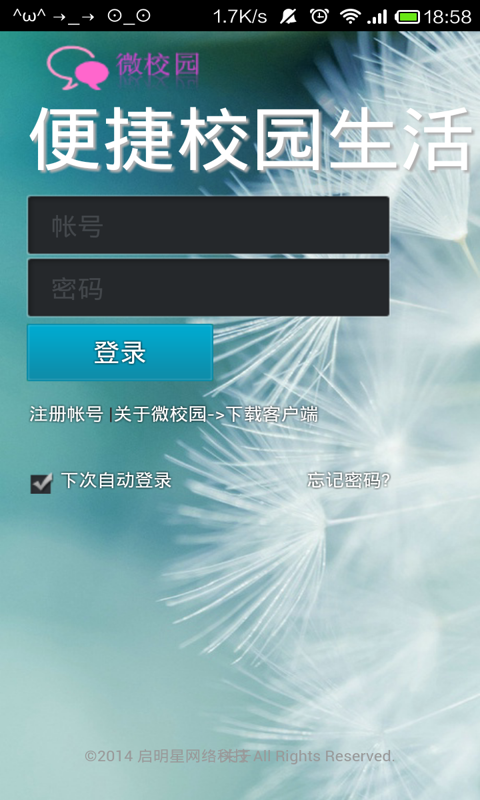 ^ω^ →_→ ⊙_⊙ 1.7K/s 18:58
微校园
便捷校园生活
帐号
密码
登录
注册帐号 | 关于微校园->下载客户端
下次自动登录 忘记密码?
©2014 启明星网络 All Rights Reserved.